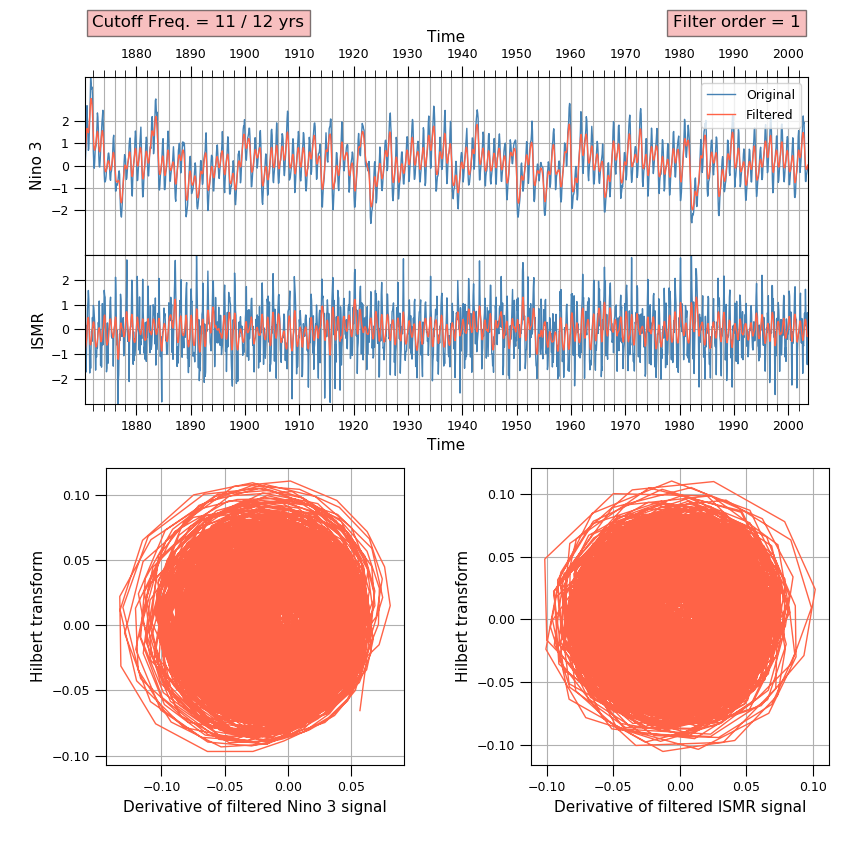 Cutoff Freq. = 11 / 12 yrs
Filter order = 1
Time
1880 1890 1900 1910 1920 1930 1940 1950 1960 1970 1980 1990 2000
Original
Filtered
Nino 3
2
1
0
−1
−2
ISMR
2
1
0
−1
−2
1880 1890 1900 1910 1920 1930 1940 1950 1960 1970 1980 1990 2000
Time
Hilbert transform
0.10
0.05
0.00
−0.05
−0.10
−0.10 −0.05 0.00 0.05
Derivative of filtered Nino 3 signal
Hilbert transform
0.10
0.05
0.00
−0.05
−0.10
−0.10 −0.05 0.00 0.05 0.10
Derivative of filtered ISMR signal